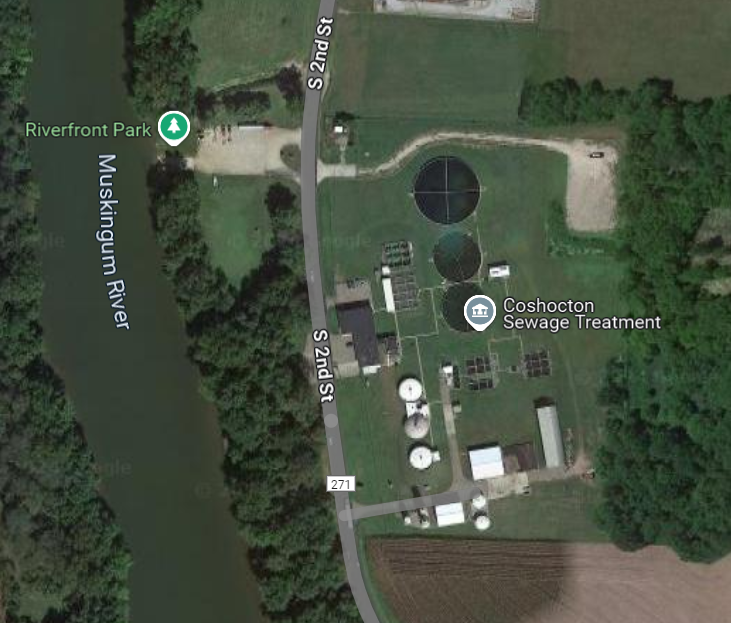 S 2nd St
Riverfront Park
Muskingum River
Coshocton
Sewage Treatment
S 2nd St
271